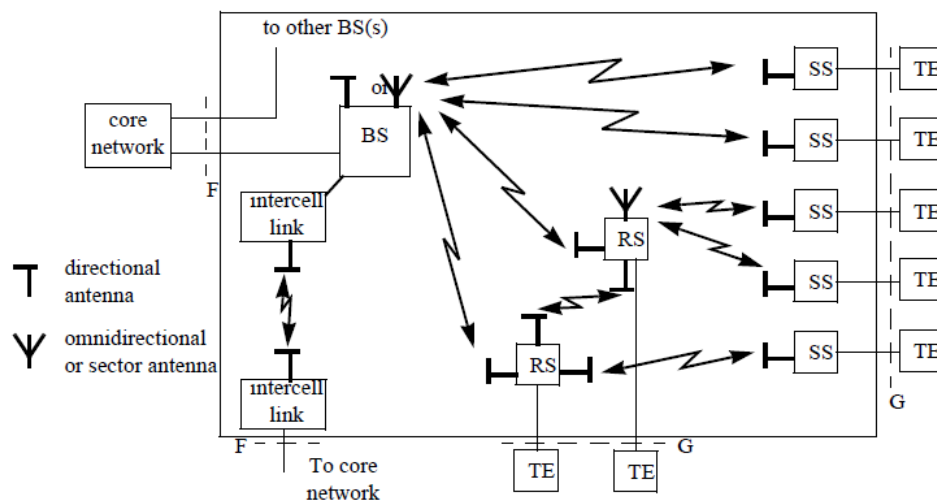 to other BS(s)
or
BS
SS
TE
core
network
F
SS
TE
intercell
link
RS
SS
TE
directional
antenna
SS
TE
omnidirectional
or sector antenna
RS
SS
TE
intercell
link
G
F
G
To core
network
TE
TE